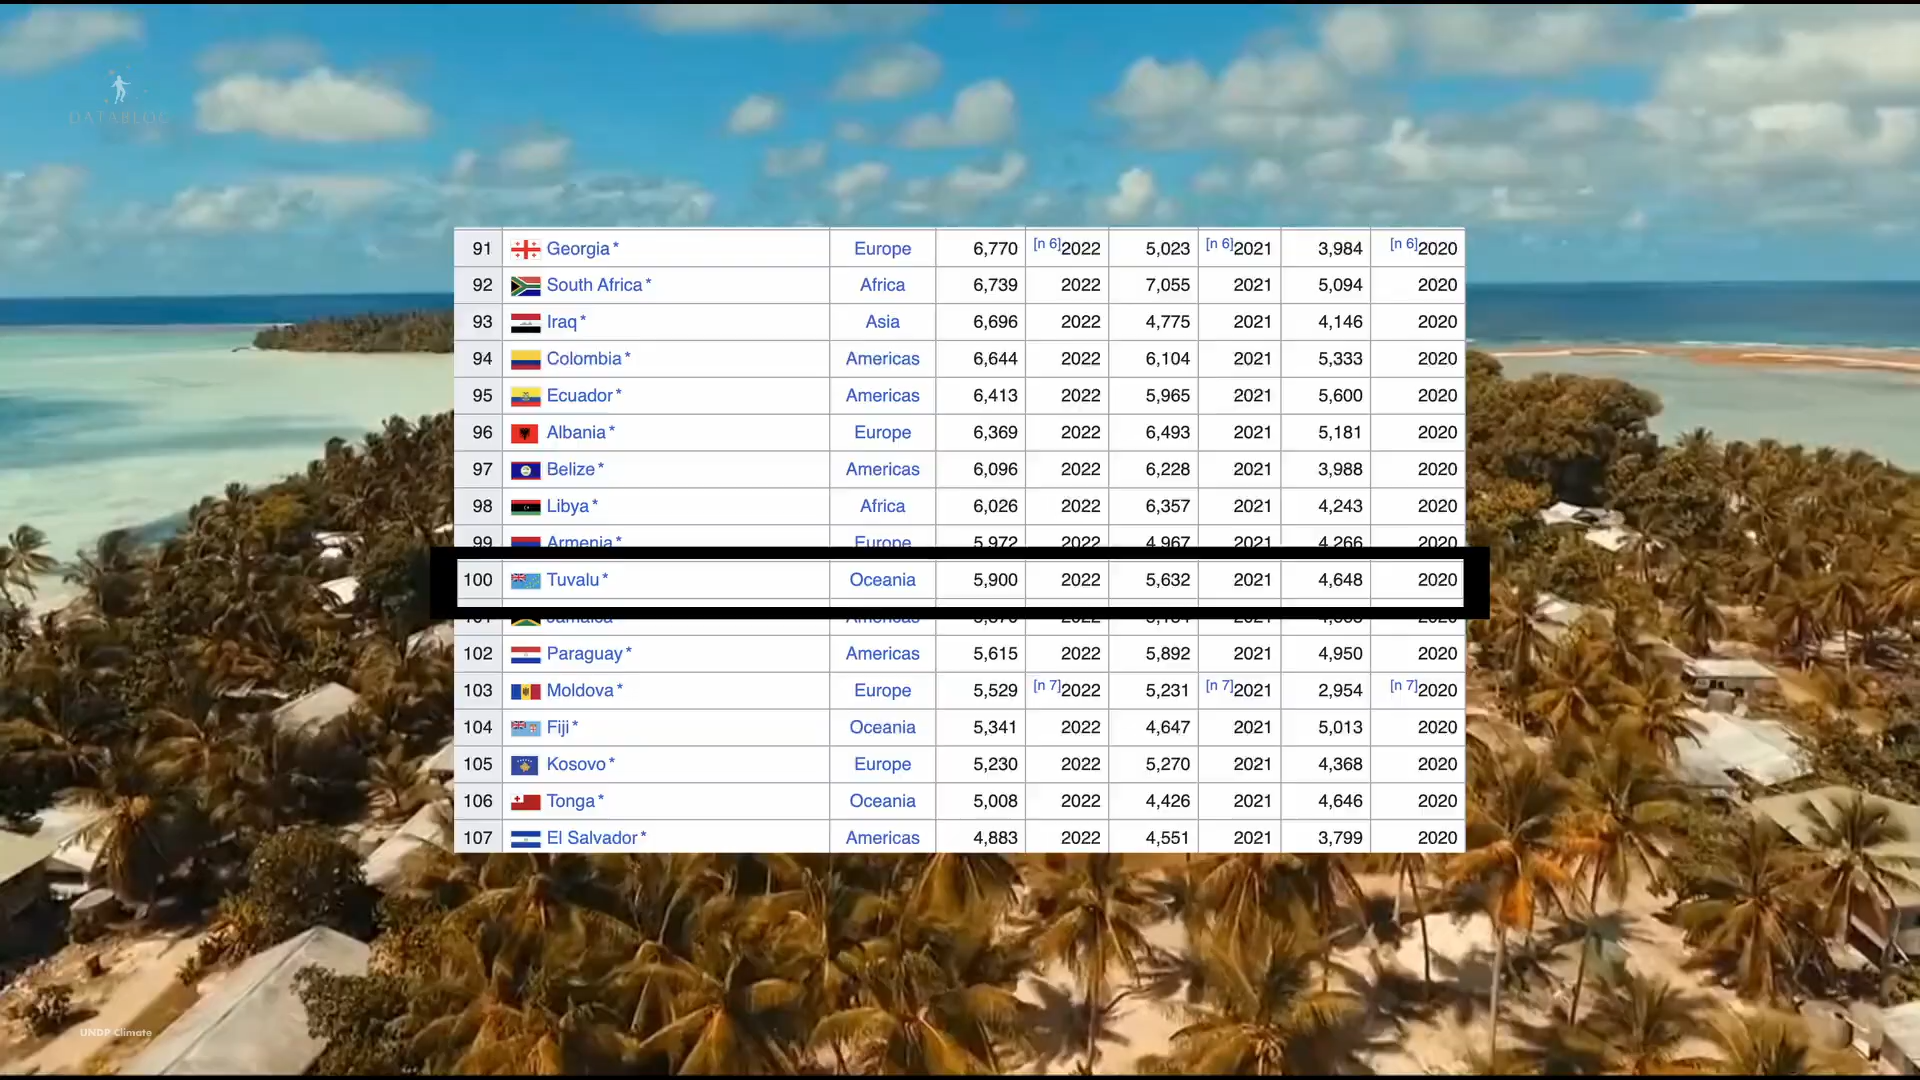 DATABLOG
91 Georgia * Europe 6,770 [n 6]2022 5,023 [n 6]2021 3,984 [n 6]2020
92 South Africa * Africa 6,739 2022 7,055 2021 5,094 2020
93 Iraq * Asia 6,696 2022 4,775 2021 4,146 2020
94 Colombia * Americas 6,644 2022 6,104 2021 5,333 2020
95 Ecuador * Americas 6,413 2022 5,965 2021 5,600 2020
96 Albania * Europe 6,369 2022 6,493 2021 5,181 2020
97 Belize * Americas 6,096 2022 6,228 2021 3,988 2020
98 Libya * Africa 6,026 2022 6,357 2021 4,243 2020
99 Armenia * Europe 5,972 2022 4,967 2021 4,266 2020
100 Tuvalu * Oceania 5,900 2022 5,632 2021 4,648 2020
101 Jamaica Americas 2022 2021 2020
102 Paraguay * Americas 5,615 2022 5,892 2021 4,950 2020
103 Moldova * Europe 5,529 [n 7]2022 5,231 [n 7]2021 2,954 [n 7]2020
104 Fiji * Oceania 5,341 2022 4,647 2021 5,013 2020
105 Kosovo * Europe 5,230 2022 5,270 2021 4,368 2020
106 Tonga * Oceania 5,008 2022 4,426 2021 4,646 2020
107 El Salvador * Americas 4,883 2022 4,551 2021 3,799 2020
UNDP Climate